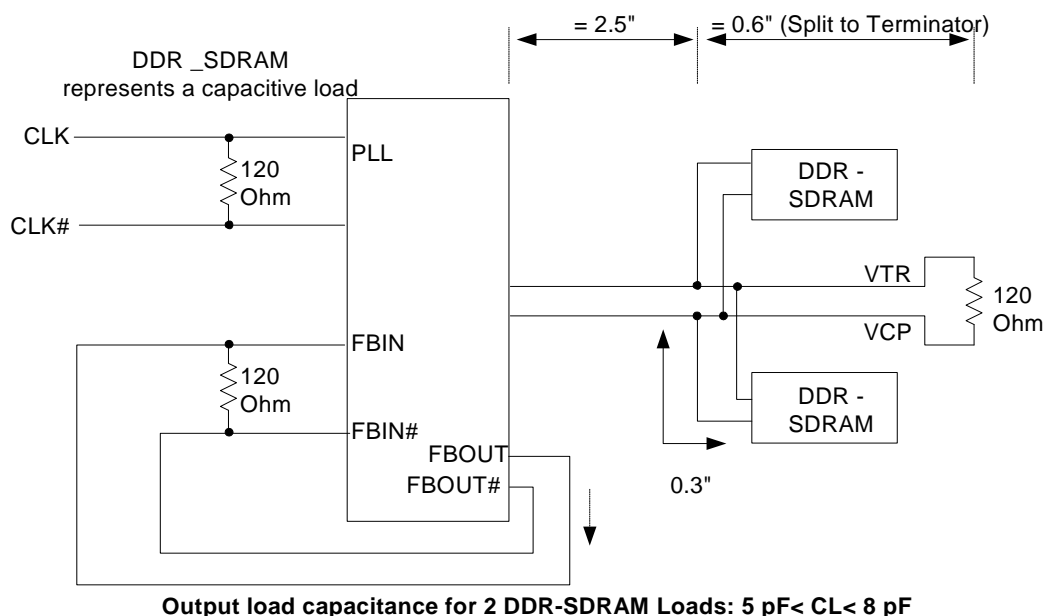 = 2.5"
= 0.6" (Split to Terminator)
DDR _SDRAM
represents a capacitive load
CLK
PLL
120
Ohm
CLK#
DDR -
SDRAM
VTR
120
Ohm
VCP
FBIN
120
Ohm
FBIN#
DDR -
SDRAM
FBOUT
FBOUT#
0.3"
Output load capacitance for 2 DDR-SDRAM Loads: 5 pF< CL< 8 pF